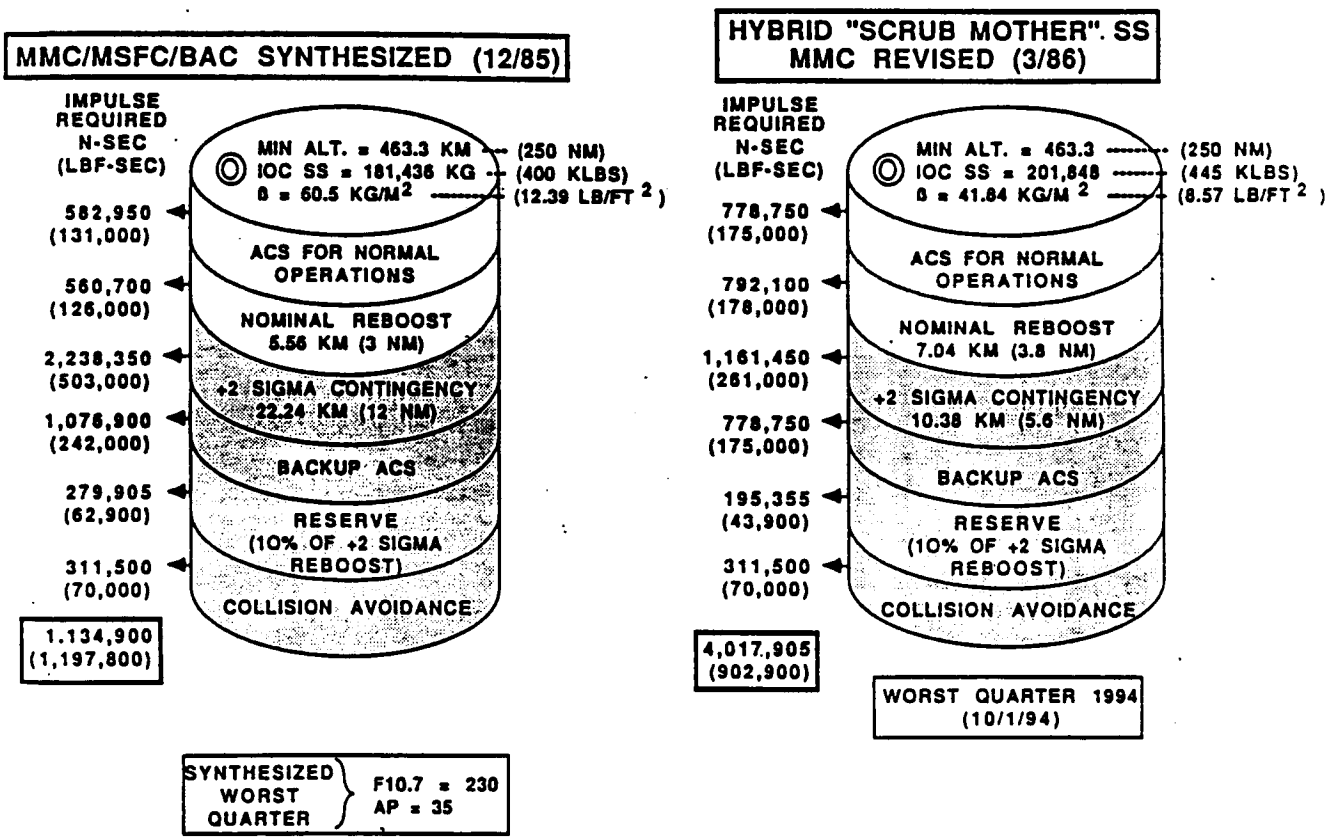 MMC/MSFC/BAC SYNTHESIZED (12/85)
IMPULSE
REQUIRED
N-SEC
(LBF-SEC)
MIN ALT. = 463.3 KM (250 NM)
IOC SS = 181,436 KG (400 KLBS)
β = 60.5 KG/M² (12.39 LB/FT²)
582,950
(131,000)
ACS FOR NORMAL
OPERATIONS
560,700
(126,000)
NOMINAL REBOOST
5.56 KM (3 NM)
2,238,350
(503,000)
+2 SIGMA CONTINGENCY
22.24 KM (12 NM)
1,076,900
(242,000)
BACKUP ACS
279,905
(62,900)
RESERVE
(10% OF +2 SIGMA
REBOOST)
311,500
(70,000)
COLLISION AVOIDANCE
1.134,900
(1,197,800)
SYNTHESIZED
WORST
QUARTER
F10.7 = 230
AP = 35
HYBRID "SCRUB MOTHER". SS
MMC REVISED (3/86)
IMPULSE
REQUIRED
N-SEC
(LBF-SEC)
MIN ALT. = 463.3 (250 NM)
IOC SS = 201,848 (445 KLBS)
β = 41.84 KG/M² (8.57 LB/FT²)
778,750
(175,000)
ACS FOR NORMAL
OPERATIONS
792,100
(178,000)
NOMINAL REBOOST
7.04 KM (3.8 NM)
1,161,450
(261,000)
+2 SIGMA CONTINGENCY
10.38 KM (5.6 NM)
778,750
(175,000)
BACKUP ACS
195,355
(43,900)
RESERVE
(10% OF +2 SIGMA
REBOOST)
311,500
(70,000)
COLLISION AVOIDANCE
4,017,905
(902,900)
WORST QUARTER 1994
(10/1/94)